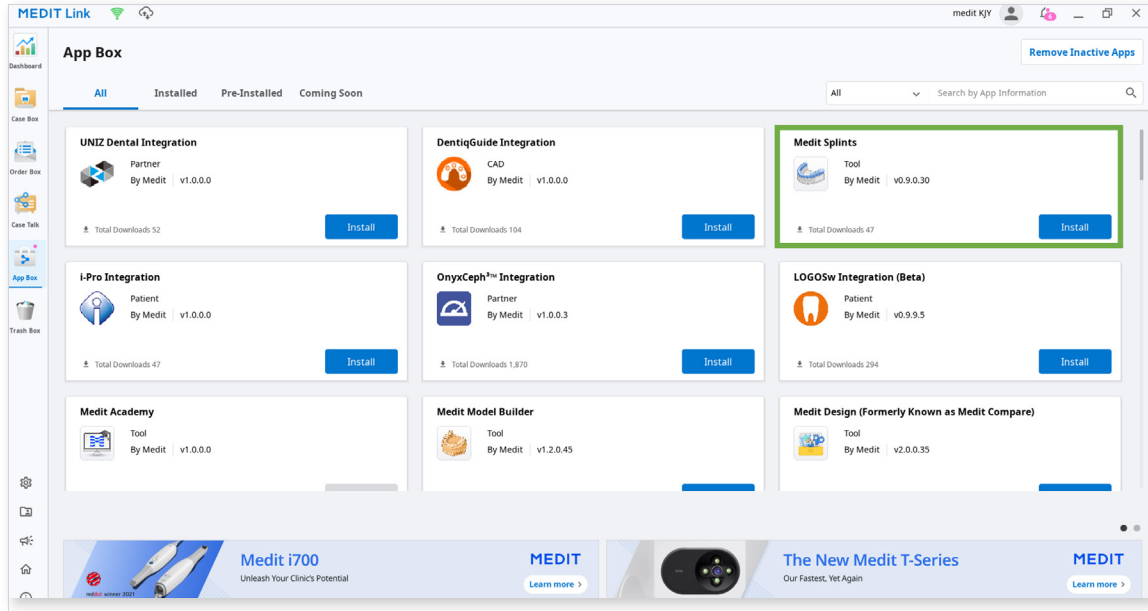 MEDIT Link
medit KJY
6
Dashboard
Case Box
Order Box
Case Talk
App Box
Trash Box
App Box
Remove Inactive Apps
All
Installed
Pre-Installed
Coming Soon
All
Search by App Information
UNIZ Dental Integration
Partner
By Medit v1.0.0.0
Total Downloads 52
Install
DentiqGuide Integration
CAD
By Medit v1.0.0.0
Total Downloads 104
Install
Medit Splints
Tool
By Medit v0.9.0.30
Total Downloads 47
Install
i-Pro Integration
Patient
By Medit v1.0.0.0
Total Downloads 47
Install
OnyxCeph³™ Integration
Partner
By Medit v1.0.0.3
Total Downloads 1,870
Install
LOGOSw Integration (Beta)
Patient
By Medit v0.9.9.5
Total Downloads 294
Install
Medit Academy
Tool
By Medit v1.0.0.0
Medit Model Builder
Tool
By Medit v1.2.0.45
Medit Design (Formerly Known as Medit Compare)
Tool
By Medit v2.0.0.35
Medit i700
Unleash Your Clinic's Potential
reddot winner 2021
MEDIT
Learn more >
The New Medit T-Series
Our Fastest, Yet Again
MEDIT
Learn more >